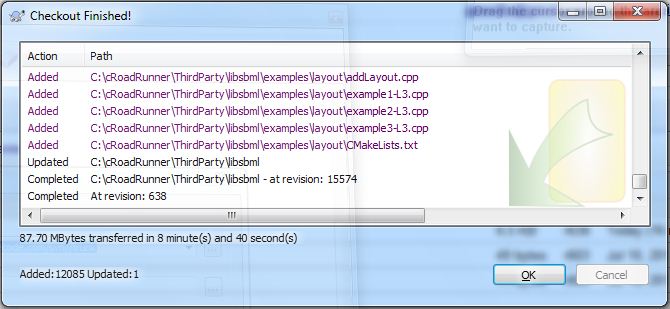 Checkout Finished!
Drag the cursor
want to capture.
Action Path
Added C:\cRoadRunner\ThirdParty\libsbml\examples\layout\addLayout.cpp
Added C:\cRoadRunner\ThirdParty\libsbml\examples\layout\example1-L3.cpp
Added C:\cRoadRunner\ThirdParty\libsbml\examples\layout\example2-L3.cpp
Added C:\cRoadRunner\ThirdParty\libsbml\examples\layout\example3-L3.cpp
Added C:\cRoadRunner\ThirdParty\libsbml\examples\layout\CMakeLists.txt
Updated C:\cRoadRunner\ThirdParty\libsbml
Completed C:\cRoadRunner\ThirdParty\libsbml - at revision: 15574
Completed At revision: 638
87.70 MBytes transferred in 8 minute(s) and 40 second(s)
Added:12085 Updated:1
OK Cancel